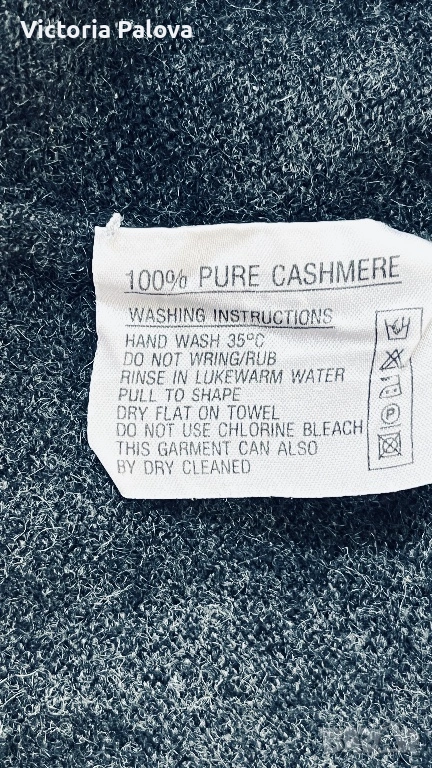 Victoria Palova
100% PURE CASHMERE
WASHING INSTRUCTIONS
HAND WASH 35°C
DO NOT WRING/RUB
RINSE IN LUKEWARM WATER
PULL TO SHAPE
DRY FLAT ON TOWEL
DO NOT USE CHLORINE BLEACH
THIS GARMENT CAN ALSO
BY DRY CLEANED
P